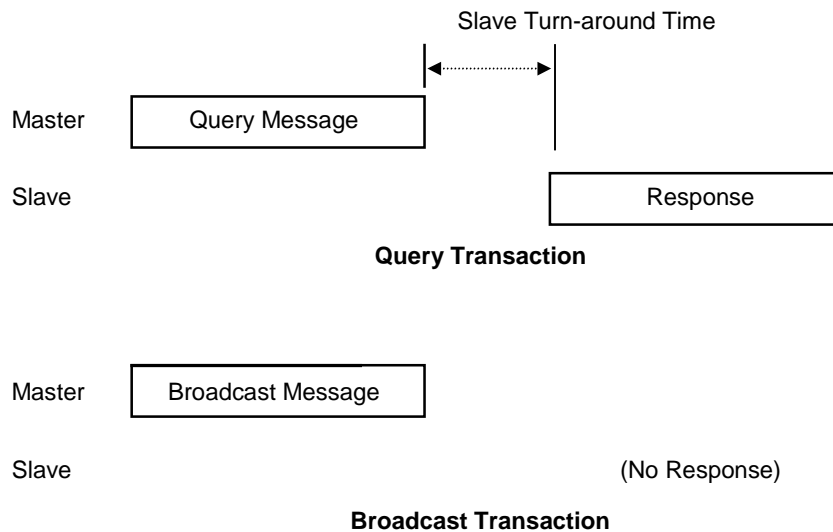 Slave Turn-around Time
Master Query Message
Slave Response
Query Transaction
Master Broadcast Message
Slave (No Response)
Broadcast Transaction